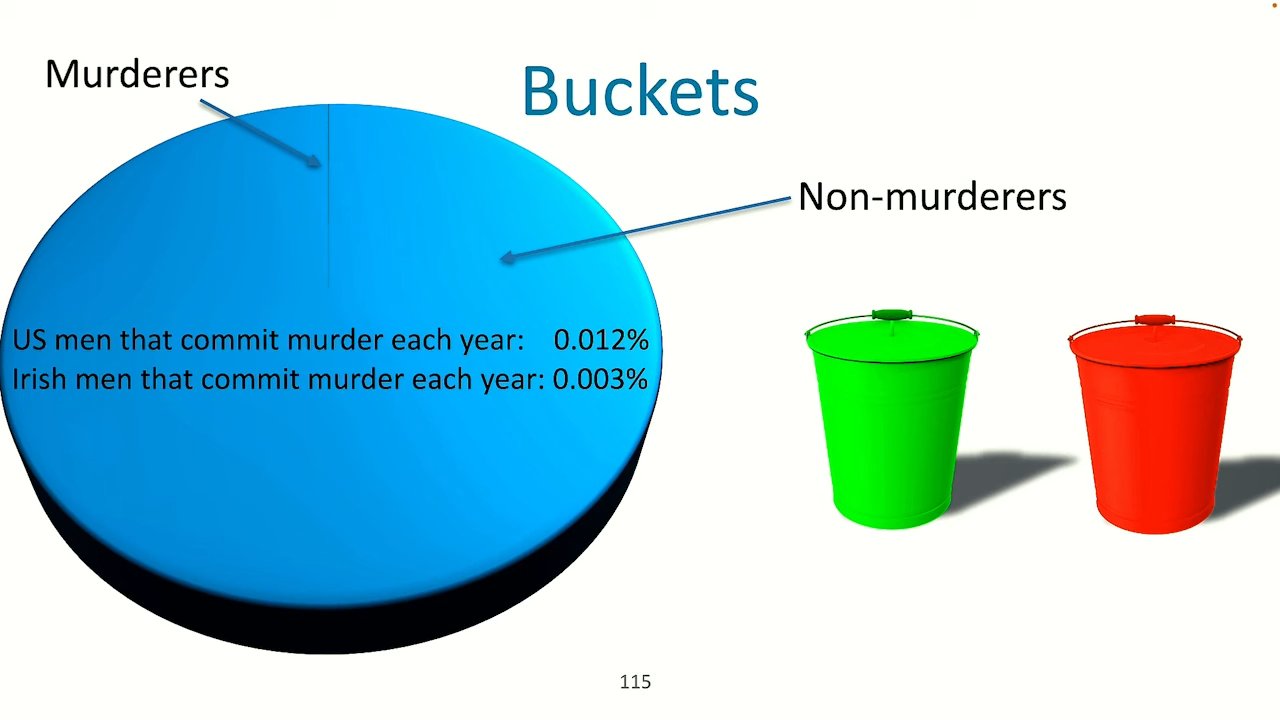 Murderers
Buckets
Non-murderers
US men that commit murder each year: 0.012%
Irish men that commit murder each year: 0.003%
115